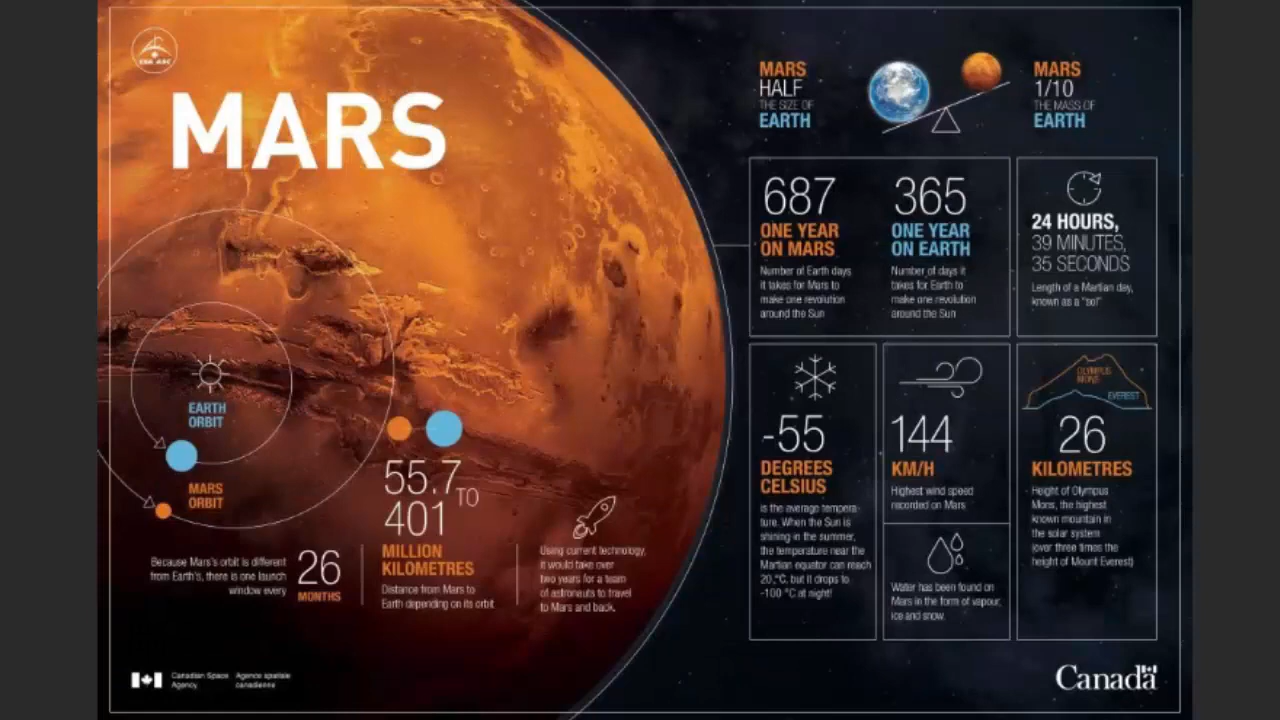 MARS
EARTH
ORBIT
MARS
ORBIT
Because Mars's orbit is different
from Earth's, there is one launch
window every
26
MONTHS
55.7 TO
401
MILLION
KILOMETRES
Distance from Mars to
Earth depending on its orbit
Using current technology,
it would take over
two years for a team
of astronauts to travel
to Mars and back.
Canadian Space
Agency
Agence spatiale
canadienne
MARS
HALF
THE SIZE OF
EARTH
MARS
1/10
THE MASS OF
EARTH
687
ONE YEAR
ON MARS
Number of Earth days
it takes for Mars to
make one revolution
around the Sun
365
ONE YEAR
ON EARTH
Number of days it
takes for Earth to
make one revolution
around the Sun
24 HOURS,
39 MINUTES,
35 SECONDS
Length of a Martian day,
known as a "sol"
-55
DEGREES
CELSIUS
is the average tempera-
ture. When the Sun is
shining in the summer,
the temperature near the
Martian equator can reach
20 °C, but it drops to
-100 °C at night!
144
KM/H
Highest wind speed
recorded on Mars
Water has been found on
Mars in the form of vapour,
ice and snow.
OLYMPUS
MONS
EVEREST
26
KILOMETRES
Height of Olympus
Mons, the highest
known mountain in
the solar system
(over three times the
height of Mount Everest)
Canada